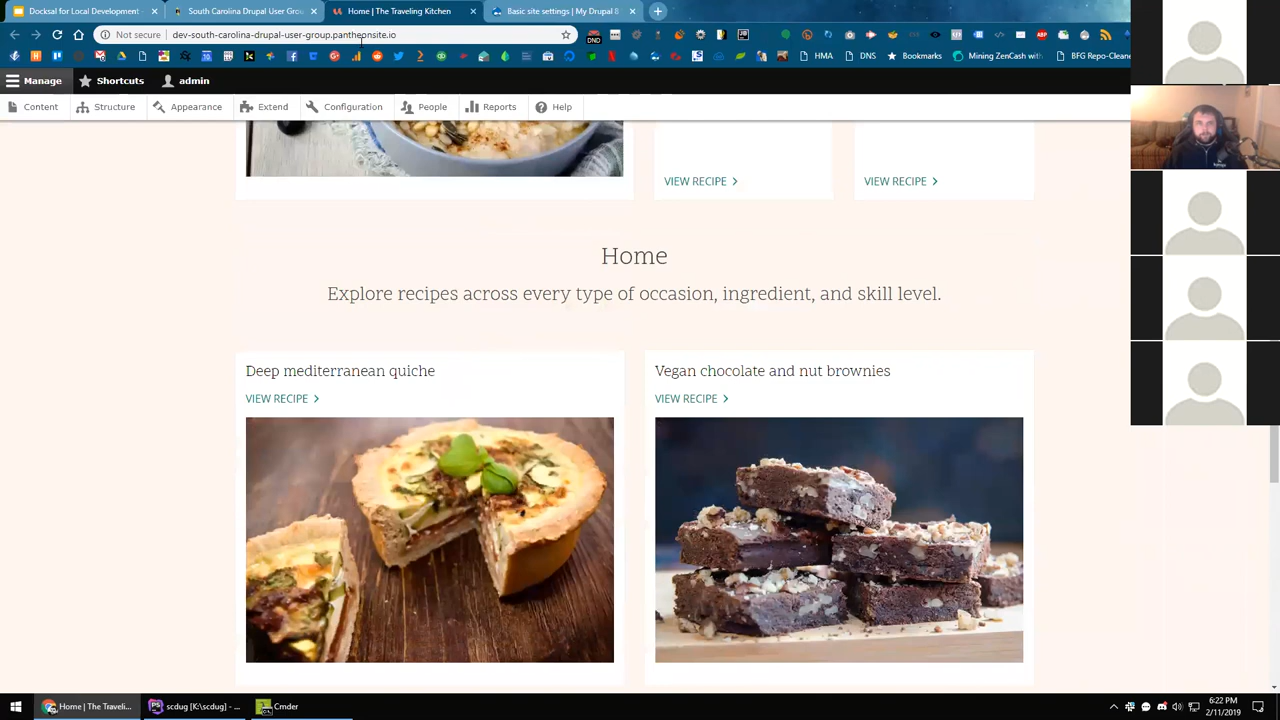 Docksal for Local Development -
South Carolina Drupal User Grou
Home | The Traveling Kitchen
Basic site settings | My Drupal 8
Not secure | dev-south-carolina-drupal-user-group.pantheonsite.io
HMA
DNS
Bookmarks
Mining ZenCash with
BFG Repo-Cleane
Manage
Shortcuts
admin
Content
Structure
Appearance
Extend
Configuration
People
Reports
Help
VIEW RECIPE
VIEW RECIPE
Home
Explore recipes across every type of occasion, ingredient, and skill level.
Deep mediterranean quiche
Vegan chocolate and nut brownies
VIEW RECIPE
VIEW RECIPE
Home | The Traveli...
scdug [K:\scdug] - ...
Cmder
6:22 PM
2/11/2019